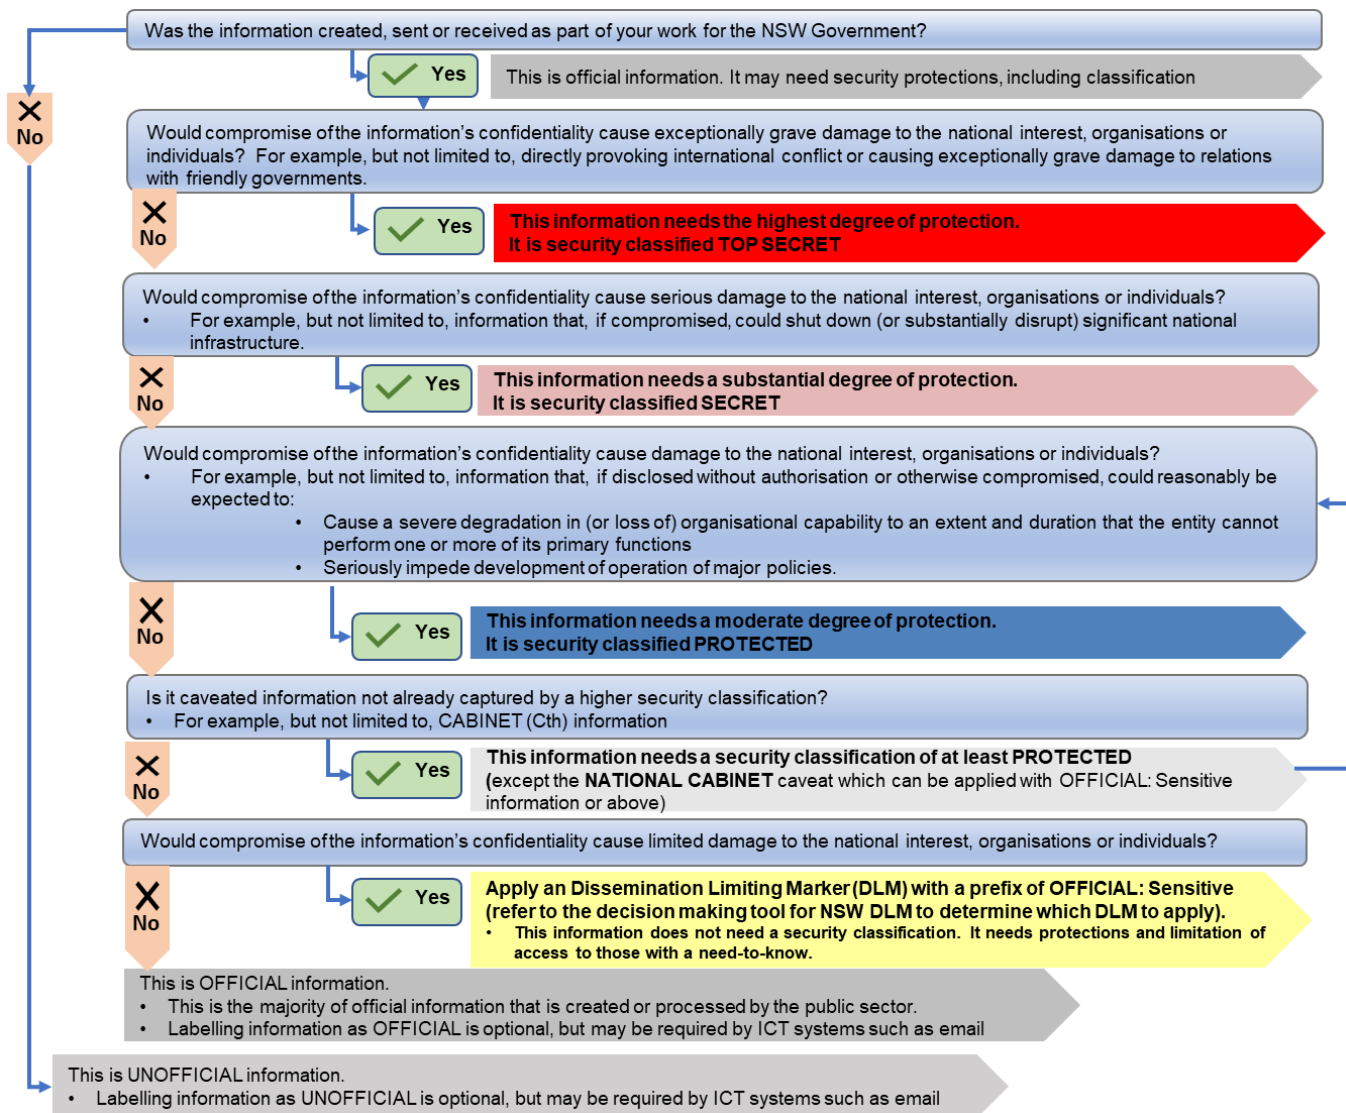 Was the information created, sent or received as part of your work for the NSW Government?
Yes
This is official information. It may need security protections, including classification
No
Would compromise of the information's confidentiality cause exceptionally grave damage to the national interest, organisations or
individuals? For example, but not limited to, directly provoking international conflict or causing exceptionally grave damage to relations
with friendly governments.
No
Yes
This information needs the highest degree of protection.
It is security classified TOP SECRET
Would compromise of the information's confidentiality cause serious damage to the national interest, organisations or individuals?
• For example, but not limited to, information that, if compromised, could shut down (or substantially disrupt) significant national
infrastructure.
No
Yes
This information needs a substantial degree of protection.
It is security classified SECRET
Would compromise of the information's confidentiality cause damage to the national interest, organisations or individuals?
• For example, but not limited to, information that, if disclosed without authorisation or otherwise compromised, could reasonably be
expected to:
• Cause a severe degradation in (or loss of) organisational capability to an extent and duration that the entity cannot
perform one or more of its primary functions
• Seriously impede development of operation of major policies.
No
Yes
This information needs a moderate degree of protection.
It is security classified PROTECTED
Is it caveated information not already captured by a higher security classification?
• For example, but not limited to, CABINET (Cth) information
No
Yes
This information needs a security classification of at least PROTECTED
(except the NATIONAL CABINET caveat which can be applied with OFFICIAL: Sensitive
information or above)
Would compromise of the information's confidentiality cause limited damage to the national interest, organisations or individuals?
No
Yes
Apply an Dissemination Limiting Marker (DLM) with a prefix of OFFICIAL: Sensitive
(refer to the decision making tool for NSW DLM to determine which DLM to apply).
• This information does not need a security classification. It needs protections and limitation of
access to those with a need-to-know.
This is OFFICIAL information.
• This is the majority of official information that is created or processed by the public sector.
• Labelling information as OFFICIAL is optional, but may be required by ICT systems such as email
This is UNOFFICIAL information.
• Labelling information as UNOFFICIAL is optional, but may be required by ICT systems such as email